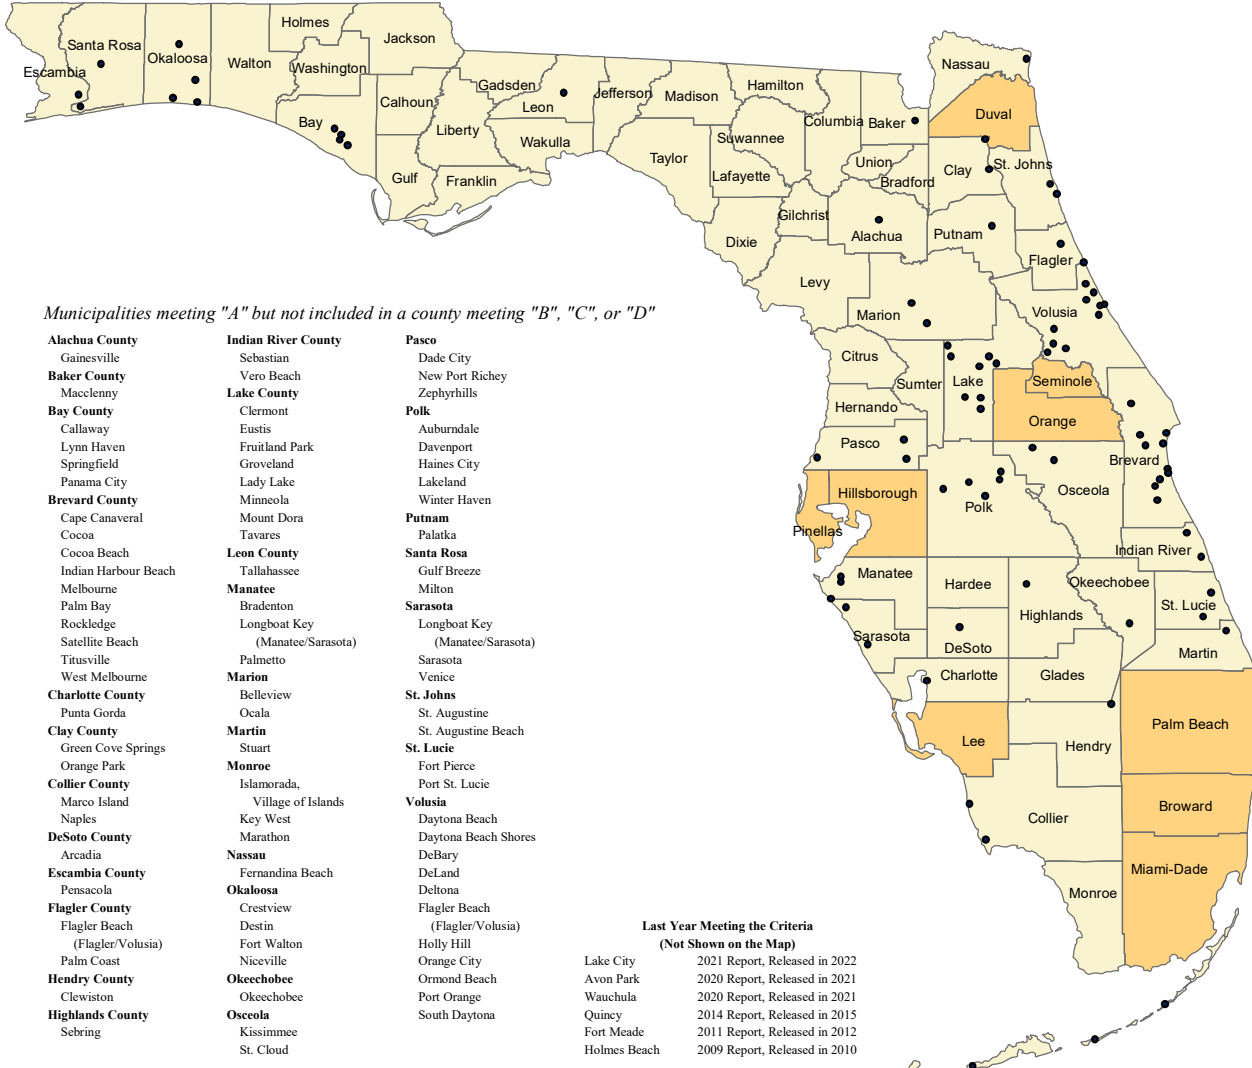 Holmes
Jackson
Santa Rosa
Okaloosa
Walton
Washington
Escambia
Nassau
Gadsden
Leon
Jefferson
Madison
Hamilton
Calhoun
Bay
Liberty
Wakulla
Suwannee
Columbia
Baker
Duval
Taylor
Lafayette
Union
Bradford
Clay
St. Johns
Gulf
Franklin
Gilchrist
Dixie
Alachua
Putnam
Flagler
Levy
Marion
Volusia
Citrus
Sumter
Lake
Seminole
Hernando
Orange
Pasco
Brevard
Hillsborough
Osceola
Polk
Pinellas
Indian River
Manatee
Hardee
Okeechobee
Highlands
St. Lucie
Sarasota
DeSoto
Martin
Charlotte
Glades
Palm Beach
Lee
Hendry
Broward
Collier
Miami-Dade
Monroe
Municipalities meeting "A" but not included in a county meeting "B", "C", or "D"
Alachua County
Gainesville
Baker County
Macclenny
Bay County
Callaway
Lynn Haven
Springfield
Panama City
Brevard County
Cape Canaveral
Cocoa
Cocoa Beach
Indian Harbour Beach
Melbourne
Palm Bay
Rockledge
Satellite Beach
Titusville
West Melbourne
Charlotte County
Punta Gorda
Clay County
Green Cove Springs
Orange Park
Collier County
Marco Island
Naples
DeSoto County
Arcadia
Escambia County
Pensacola
Flagler County
Flagler Beach
(Flagler/Volusia)
Palm Coast
Hendry County
Clewiston
Highlands County
Sebring
Indian River County
Sebastian
Vero Beach
Lake County
Clermont
Eustis
Fruitland Park
Groveland
Lady Lake
Minneola
Mount Dora
Tavares
Leon County
Tallahassee
Manatee
Bradenton
Longboat Key
(Manatee/Sarasota)
Palmetto
Marion
Belleview
Ocala
Martin
Stuart
Monroe
Islamorada,
Village of Islands
Key West
Marathon
Nassau
Fernandina Beach
Okaloosa
Crestview
Destin
Fort Walton
Niceville
Okeechobee
Okeechobee
Osceola
Kissimmee
St. Cloud
Pasco
Dade City
New Port Richey
Zephyrhills
Polk
Auburndale
Davenport
Haines City
Lakeland
Winter Haven
Putnam
Palatka
Santa Rosa
Gulf Breeze
Milton
Sarasota
Longboat Key
(Manatee/Sarasota)
Sarasota
Venice
St. Johns
St. Augustine
St. Augustine Beach
St. Lucie
Fort Pierce
Port St. Lucie
Volusia
Daytona Beach
Daytona Beach Shores
DeBary
DeLand
Deltona
Flagler Beach
(Flagler/Volusia)
Holly Hill
Orange City
Ormond Beach
Port Orange
South Daytona
Last Year Meeting the Criteria
(Not Shown on the Map)
Lake City 2021 Report, Released in 2022
Avon Park 2020 Report, Released in 2021
Wauchula 2020 Report, Released in 2021
Quincy 2014 Report, Released in 2015
Fort Meade 2011 Report, Released in 2012
Holmes Beach 2009 Report, Released in 2010